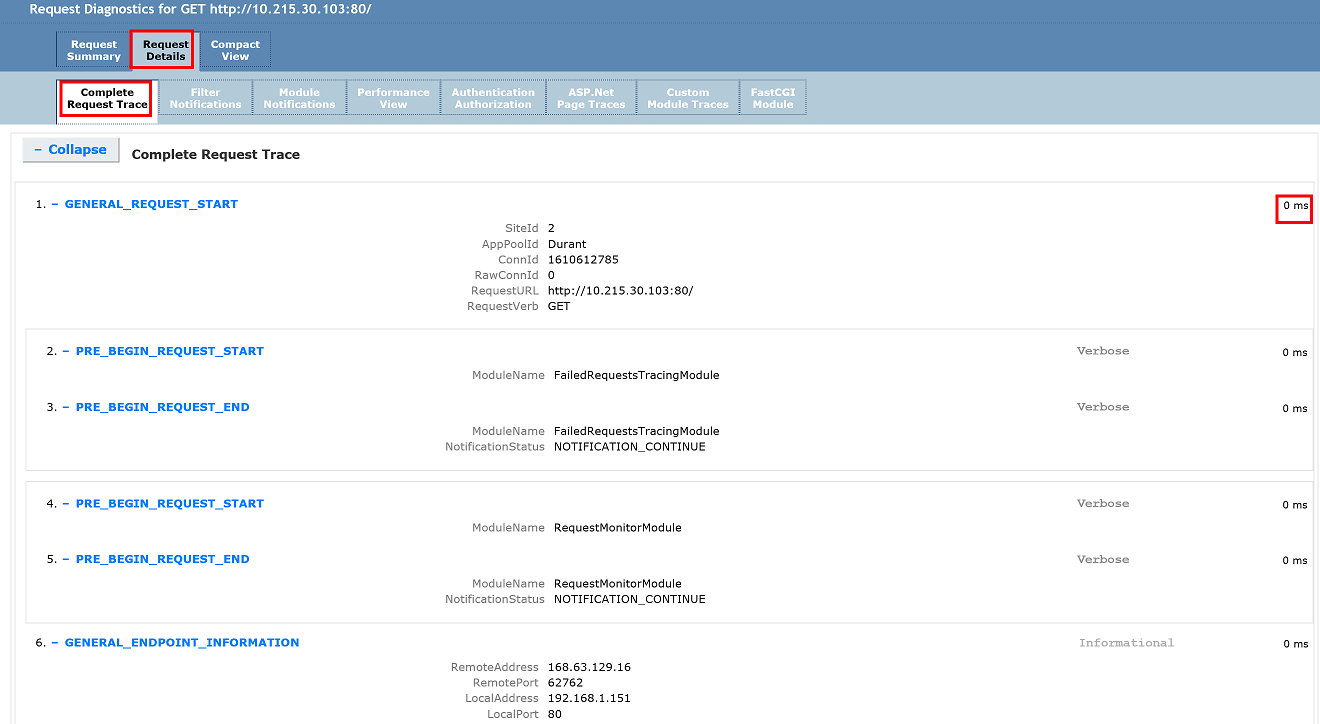 Request Diagnostics for GET http://10.215.30.103:80/
Request Summary
Request Details
Compact View
Complete Request Trace
Filter Notifications
Module Notifications
Performance View
Authentication Authorization
ASP.Net Page Traces
Custom Module Traces
FastCGI Module
− Collapse Complete Request Trace
1. − GENERAL_REQUEST_START 0 ms
SiteId 2
AppPoolId Durant
ConnId 1610612785
RawConnId 0
RequestURL http://10.215.30.103:80/
RequestVerb GET
2. − PRE_BEGIN_REQUEST_START Verbose 0 ms
ModuleName FailedRequestsTracingModule
3. − PRE_BEGIN_REQUEST_END Verbose 0 ms
ModuleName FailedRequestsTracingModule
NotificationStatus NOTIFICATION_CONTINUE
4. − PRE_BEGIN_REQUEST_START Verbose 0 ms
ModuleName RequestMonitorModule
5. − PRE_BEGIN_REQUEST_END Verbose 0 ms
ModuleName RequestMonitorModule
NotificationStatus NOTIFICATION_CONTINUE
6. − GENERAL_ENDPOINT_INFORMATION Informational 0 ms
RemoteAddress 168.63.129.16
RemotePort 62762
LocalAddress 192.168.1.151
LocalPort 80